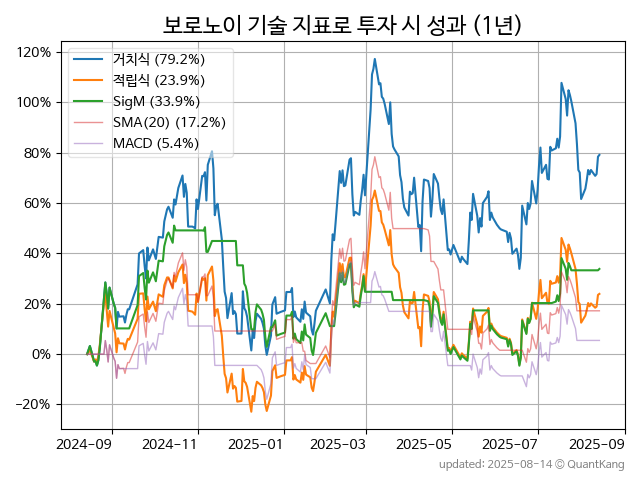 보로노이 기술 지표로 투자 시 성과 (1년)
120%
100%
80%
60%
40%
20%
0%
−20%
거치식 (79.2%)
적립식 (23.9%)
SigM (33.9%)
SMA(20) (17.2%)
MACD (5.4%)
2024-09 2024-11 2025-01 2025-03 2025-05 2025-07 2025-09
updated: 2025-08-14 © QuantKang